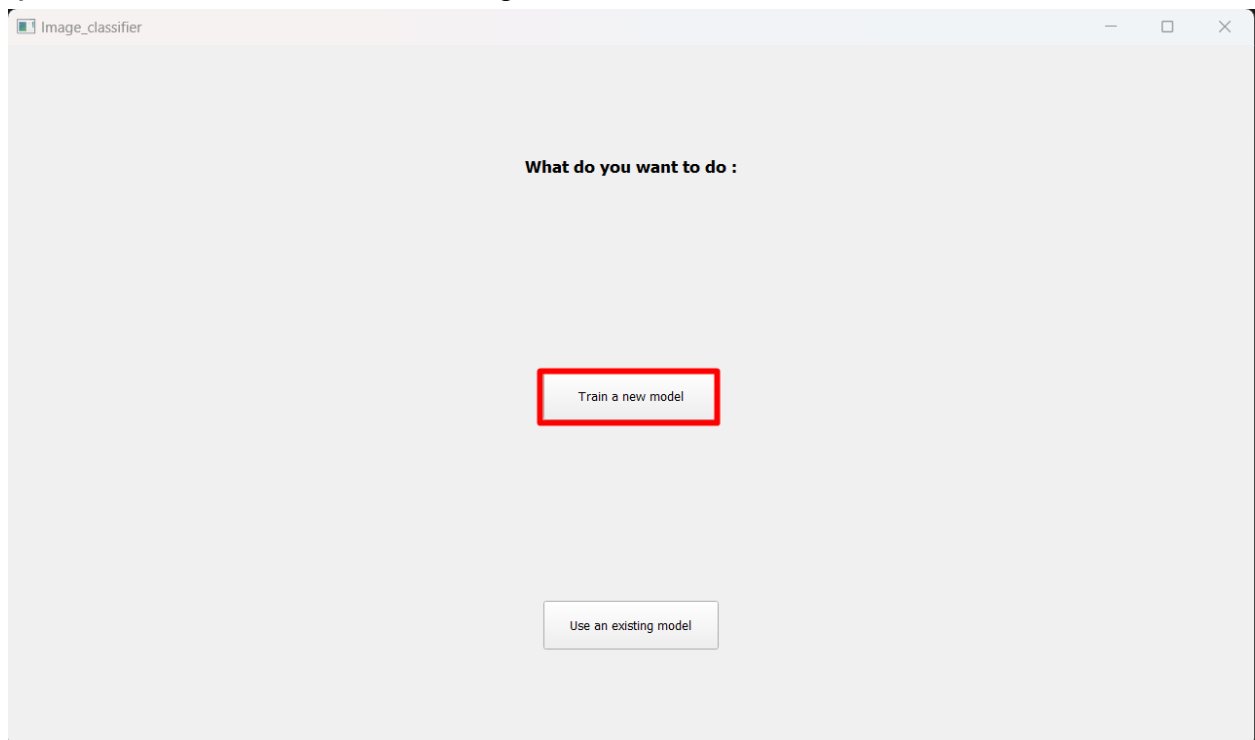 Image_classifier
What do you want to do :
Train a new model
Use an existing model